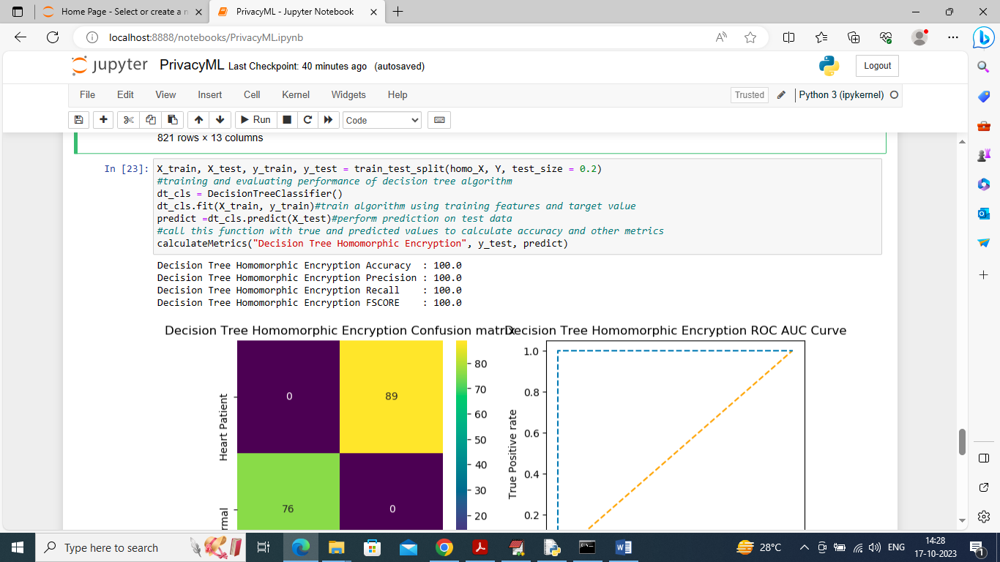 Home Page - Select or create a n
PrivacyML - Jupyter Notebook
localhost:8888/notebooks/PrivacyML.ipynb
jupyter PrivacyML Last Checkpoint: 40 minutes ago (autosaved)
Logout
File Edit View Insert Cell Kernel Widgets Help
Trusted Python 3 (ipykernel)
Run Code
821 rows × 13 columns
In [23]: X_train, X_test, y_train, y_test = train_test_split(homo_X, Y, test_size = 0.2)
#training and evaluating performance of decision tree algorithm
dt_cls = DecisionTreeClassifier()
dt_cls.fit(X_train, y_train)#train algorithm using training features and target value
predict =dt_cls.predict(X_test)#perform prediction on test data
#call this function with true and predicted values to calculate accuracy and other metrics
calculateMetrics("Decision Tree Homomorphic Encryption", y_test, predict)
Decision Tree Homomorphic Encryption Accuracy  : 100.0
Decision Tree Homomorphic Encryption Precision : 100.0
Decision Tree Homomorphic Encryption Recall    : 100.0
Decision Tree Homomorphic Encryption FSCORE    : 100.0
Decision Tree Homomorphic Encryption Confusion matrix
Heart Patient
rmal
0 89
76 0
80
70
60
50
40
30
20
Decision Tree Homomorphic Encryption ROC AUC Curve
True Positive rate
1.0
0.8
0.6
0.4
0.2
Type here to search
28°C
ENG
14:28
17-10-2023
1